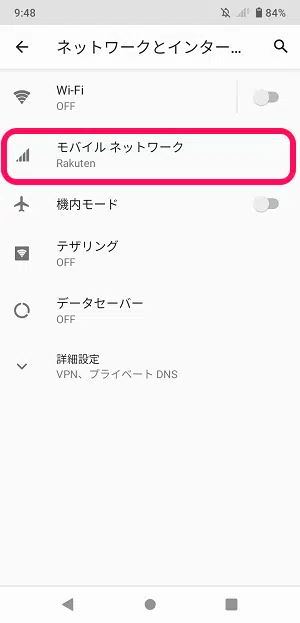 9:48
84%
ネットワークとインター...
Wi-Fi
OFF
モバイル ネットワーク
Rakuten
機内モード
テザリング
OFF
データセーバー
OFF
詳細設定
VPN、プライベート DNS